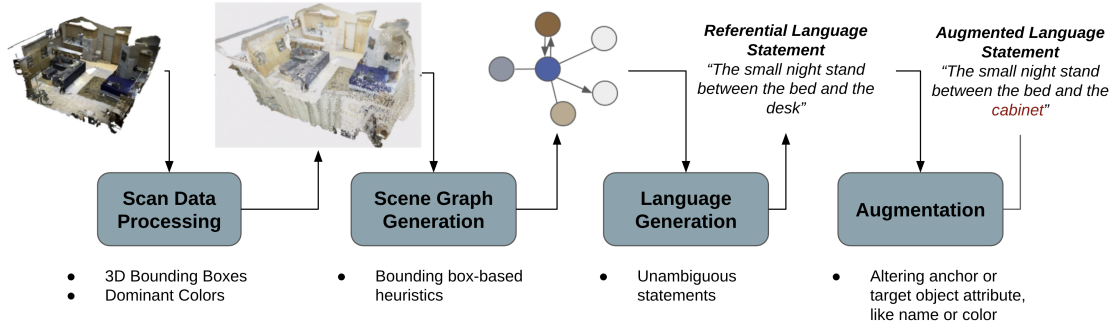 Referential Language
Statement
“The small night stand
between the bed and the
desk”
Augmented Language
Statement
“The small night stand
between the bed and the
cabinet”
Scan Data
Processing
Scene Graph
Generation
Language
Generation
Augmentation
● 3D Bounding Boxes
● Dominant Colors
● Bounding box-based
heuristics
● Unambiguous
statements
● Altering anchor or
target object attribute,
like name or color